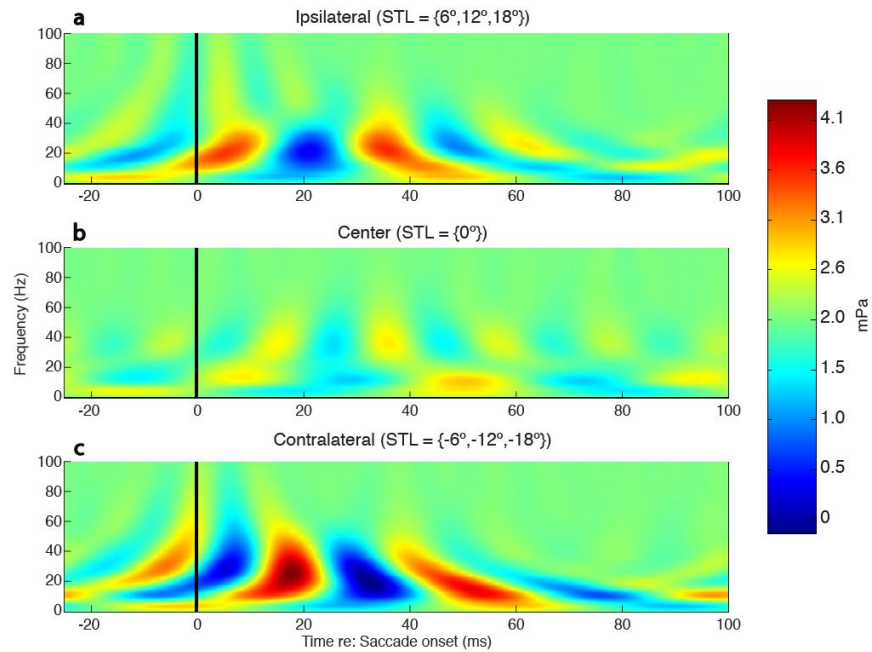 a
Ipsilateral (STL = {6º,12º,18º})
100
80
60
40
20
0
-20 0 20 40 60 80 100
b
Center (STL = {0º})
Frequency (Hz)
100
80
60
40
20
0
-20 0 20 40 60 80 100
c
Contralateral (STL = {-6º,-12º,-18º})
100
80
60
40
20
0
-20 0 20 40 60 80 100
Time re: Saccade onset (ms)
4.1
3.6
3.1
2.6
2.0
1.5
1.0
0.5
0
mPa